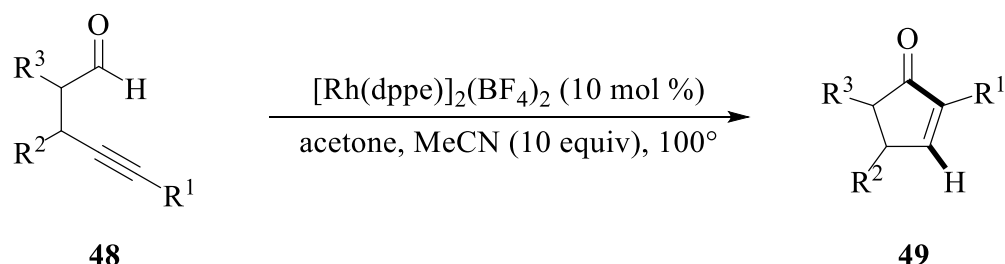 O
R³
H
R²
R¹
48
[Rh(dppe)]₂(BF₄)₂ (10 mol %)
acetone, MeCN (10 equiv), 100°
O
R³
R¹
R²
H
49